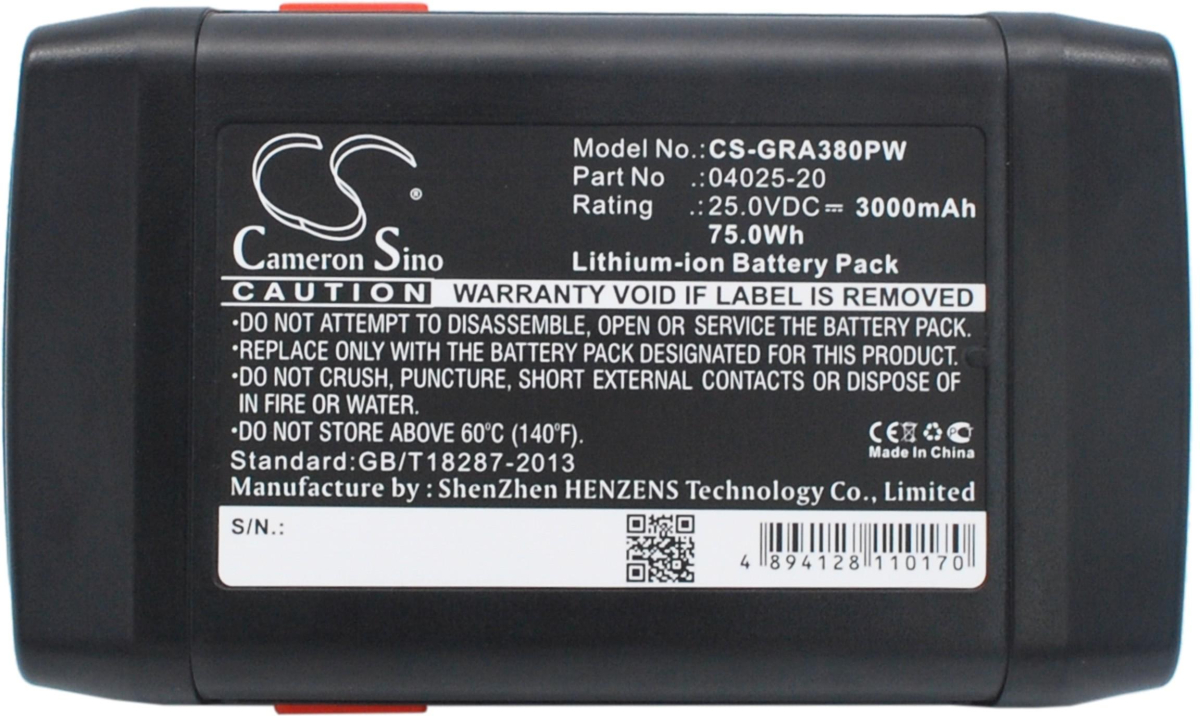 CS®
Cameron Sino
Model No.:CS-GRA380PW
Part No .:04025-20
Rating .:25.0VDC⎓ 3000mAh
75.0Wh
Lithium-ion Battery Pack
CAUTION WARRANTY VOID IF LABEL IS REMOVED
•DO NOT ATTEMPT TO DISASSEMBLE, OPEN OR SERVICE THE BATTERY PACK.
•REPLACE ONLY WITH THE BATTERY PACK DESIGNATED FOR THIS PRODUCT.
•DO NOT CRUSH, PUNCTURE, SHORT EXTERNAL CONTACTS OR DISPOSE OF
IN FIRE OR WATER.
•DO NOT STORE ABOVE 60°C (140°F).
CE
Made In China
Standard:GB/T18287-2013
Manufacture by : ShenZhen HENZENS Technology Co., Limited
S/N.:
4 894128 110170